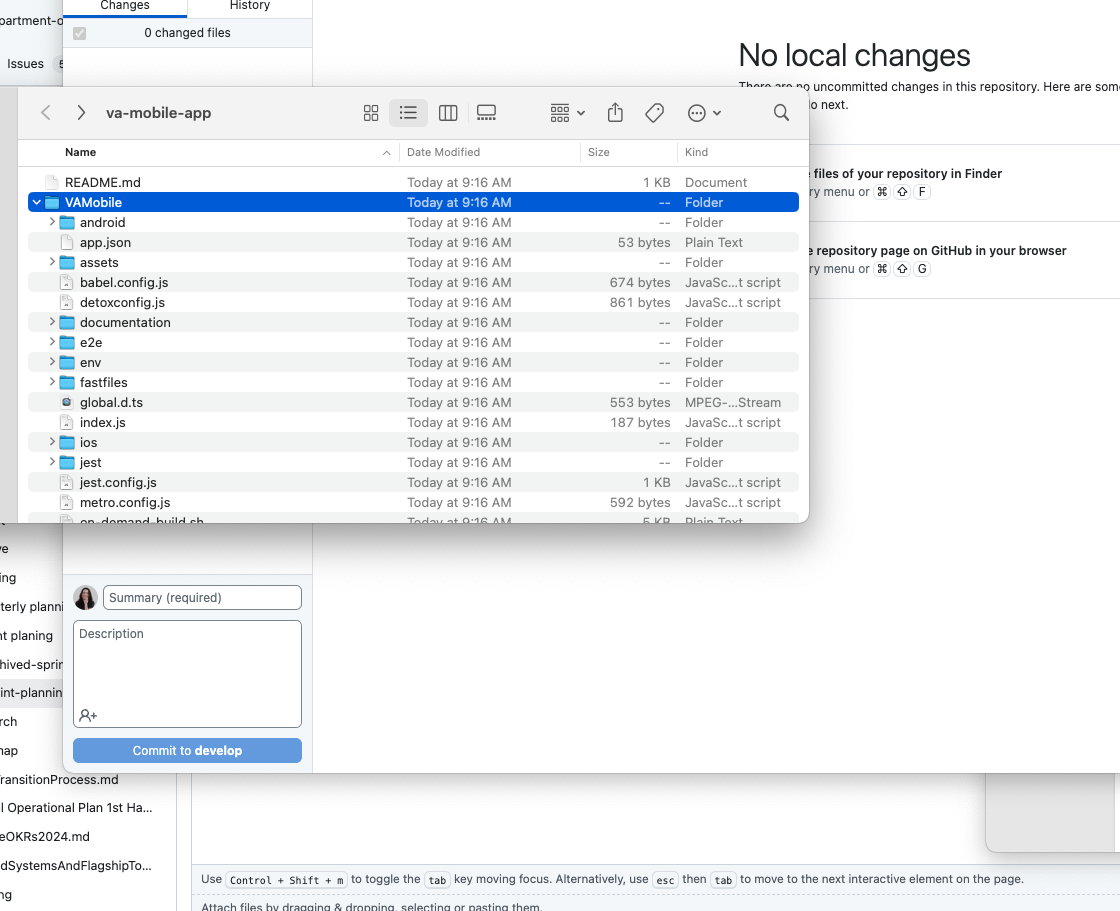 Changes History
partment-o
0 changed files
Issues
No local changes
There are no uncommitted changes in this repository. Here are some
do next.
va-mobile-app
Name Date Modified Size Kind
README.md Today at 9:16 AM 1 KB Document
VAMobile Today at 9:16 AM -- Folder
android Today at 9:16 AM -- Folder
app.json Today at 9:16 AM 53 bytes Plain Text
assets Today at 9:16 AM -- Folder
babel.config.js Today at 9:16 AM 674 bytes JavaSc...t script
detoxconfig.js Today at 9:16 AM 861 bytes JavaSc...t script
documentation Today at 9:16 AM -- Folder
e2e Today at 9:16 AM -- Folder
env Today at 9:16 AM -- Folder
fastfiles Today at 9:16 AM -- Folder
global.d.ts Today at 9:16 AM 553 bytes MPEG-...Stream
index.js Today at 9:16 AM 187 bytes JavaSc...t script
ios Today at 9:16 AM -- Folder
jest Today at 9:16 AM -- Folder
jest.config.js Today at 9:16 AM 1 KB JavaSc...t script
metro.config.js Today at 9:16 AM 592 bytes JavaSc...t script
on-demand-build.sh Today at 9:16 AM 5 KB Plain Text
e files of your repository in Finder
ry menu or ⌘ ⇧ F
e repository page on GitHub in your browser
ry menu or ⌘ ⇧ G
ve
ing
terly planni
nt planing
hived-sprin
int-plannin
rch
map
ransitionProcess.md
l Operational Plan 1st Ha...
eOKRs2024.md
dSystemsAndFlagshipTo...
ng
Summary (required)
Description
Commit to develop
Use Control + Shift + m to toggle the tab key moving focus. Alternatively, use esc then tab to move to the next interactive element on the page.
Attach files by dragging & dropping, selecting or pasting them.